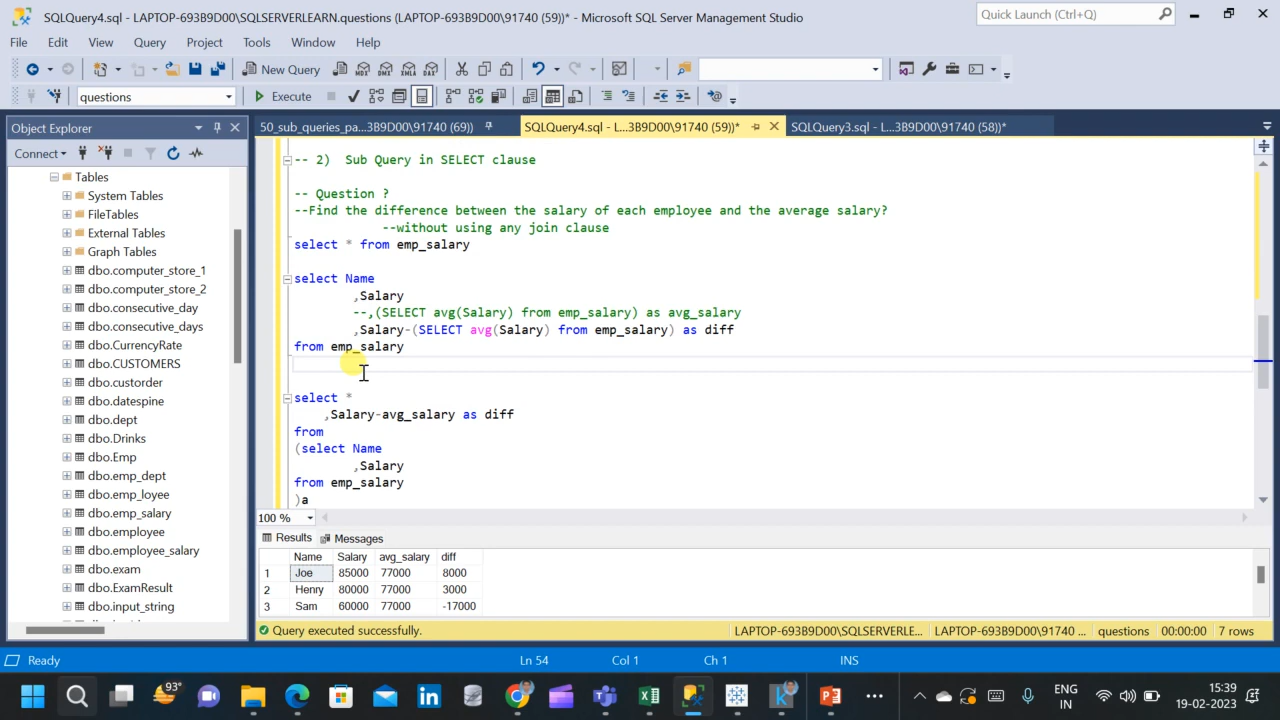 SQLQuery4.sql - LAPTOP-693B9D00\SQLSERVERLEARN.questions (LAPTOP-693B9D00\91740 (59))* - Microsoft SQL Server Management Studio
Quick Launch (Ctrl+Q)
File Edit View Query Project Tools Window Help
New Query
MDX DMX XMLA DAX
questions
Execute
Object Explorer
50_sub_queries_pa...3B9D00\91740 (69))
SQLQuery4.sql - L...3B9D00\91740 (59))*
SQLQuery3.sql - L...3B9D00\91740 (58))*
Connect
Tables
System Tables
FileTables
External Tables
Graph Tables
dbo.computer_store_1
dbo.computer_store_2
dbo.consecutive_day
dbo.consecutive_days
dbo.CurrencyRate
dbo.CUSTOMERS
dbo.custorder
dbo.datespine
dbo.dept
dbo.Drinks
dbo.Emp
dbo.emp_dept
dbo.emp_loyee
dbo.emp_salary
dbo.employee
dbo.employee_salary
dbo.exam
dbo.ExamResult
dbo.input_string
-- 2) Sub Query in SELECT clause
-- Question ?
--Find the difference between the salary of each employee and the average salary?
--without using any join clause
select * from emp_salary
select Name
,Salary
--,(SELECT avg(Salary) from emp_salary) as avg_salary
,Salary-(SELECT avg(Salary) from emp_salary) as diff
from emp_salary
select *
,Salary-avg_salary as diff
from
(select Name
,Salary
from emp_salary
)a
100 %
Results Messages
Name Salary avg_salary diff
1 Joe 85000 77000 8000
2 Henry 80000 77000 3000
3 Sam 60000 77000 -17000
Query executed successfully.
LAPTOP-693B9D00\SQLSERVERLE... LAPTOP-693B9D00\91740 ... questions 00:00:00 7 rows
Ready Ln 54 Col 1 Ch 1 INS
93°
ENG
IN
15:39
19-02-2023